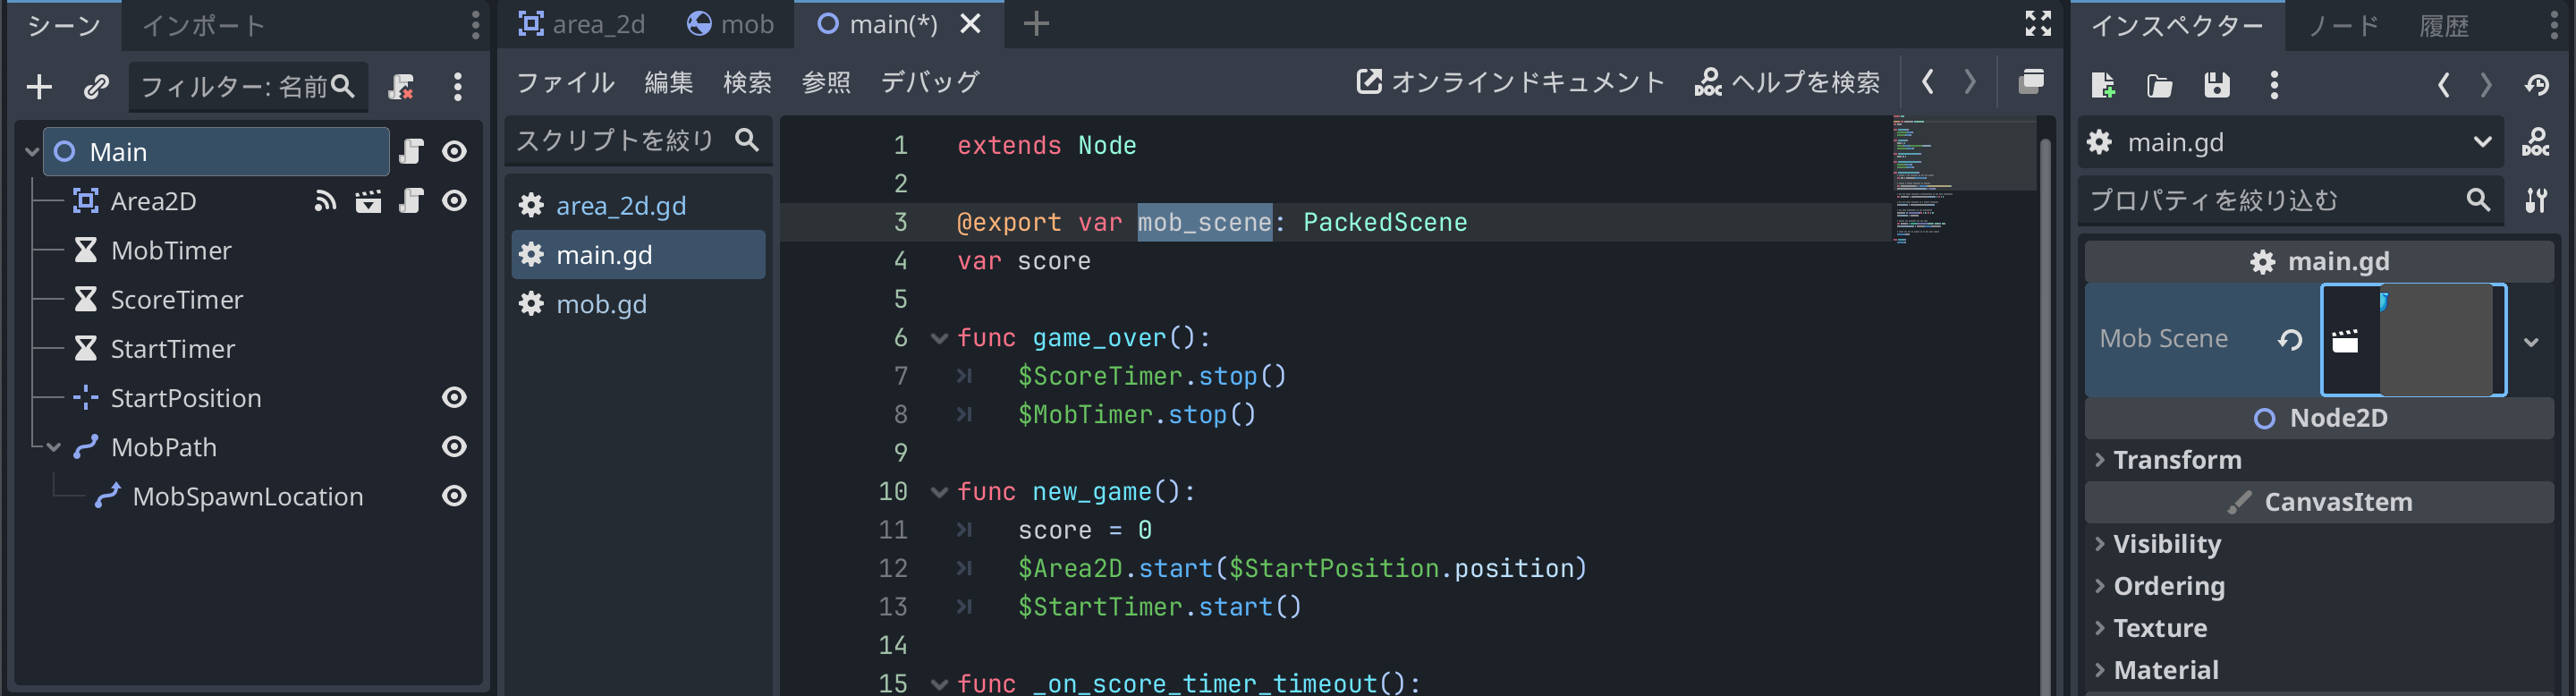 シーン インポート
フィルター: 名前
Main
Area2D
MobTimer
ScoreTimer
StartTimer
StartPosition
MobPath
MobSpawnLocation
area_2d mob main(*)
ファイル 編集 検索 参照 デバッグ オンラインドキュメント DOC ヘルプを検索
スクリプトを絞り
area_2d.gd
main.gd
mob.gd
1 extends Node
2
3 @export var mob_scene: PackedScene
4 var score
5
6 func game_over():
7 $ScoreTimer.stop()
8 $MobTimer.stop()
9
10 func new_game():
11 score = 0
12 $Area2D.start($StartPosition.position)
13 $StartTimer.start()
14
15 func _on_score_timer_timeout():
インスペクター ノード 履歴
main.gd DOC
プロパティを絞り込む
main.gd
Mob Scene
Node2D
Transform
CanvasItem
Visibility
Ordering
Texture
Material